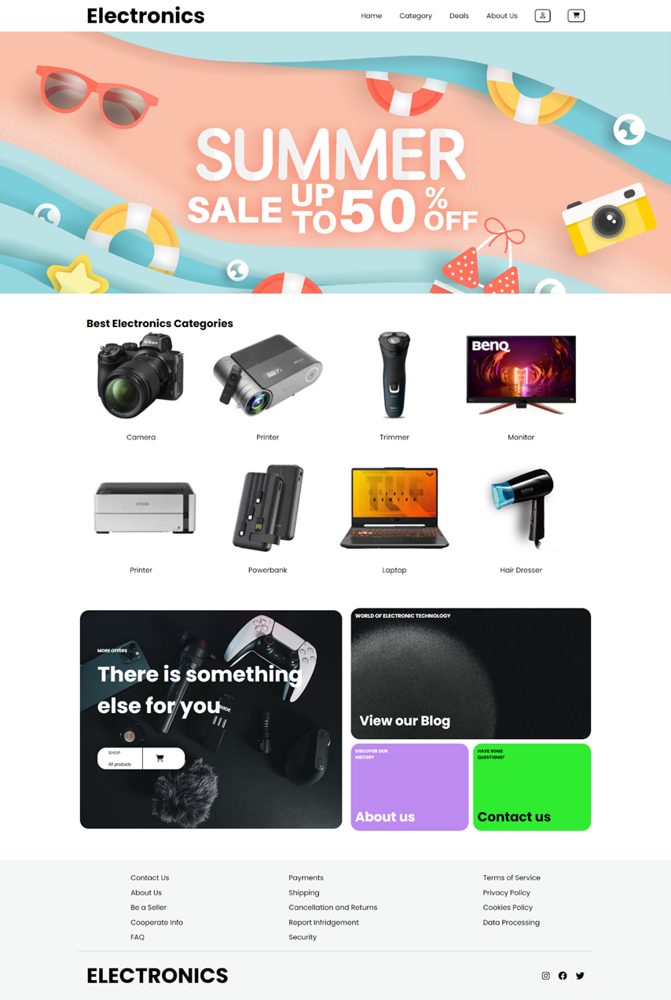 Electronics
Home Category Deals About Us
SUMMER
SALE UP TO 50 % OFF
Best Electronics Categories
Nikon
BenQ
Camera Printer Trimmer Monitor
EPSON
GAMING
NOVA
Printer Powerbank Laptop Hair Dresser
MORE OFFERS
There is something
else for you
SHOP
All products
WORLD OF ELECTRONIC TECHNOLOGY
View our Blog
DISCOVER OUR
HISTORY
About us
HAVE SOME
QUESTIONS?
Contact us
Contact Us Payments Terms of Service
About Us Shipping Privacy Policy
Be a Seller Cancellation and Returns Cookies Policy
Cooperate Info Report Infridgement Data Processing
FAQ Security
ELECTRONICS